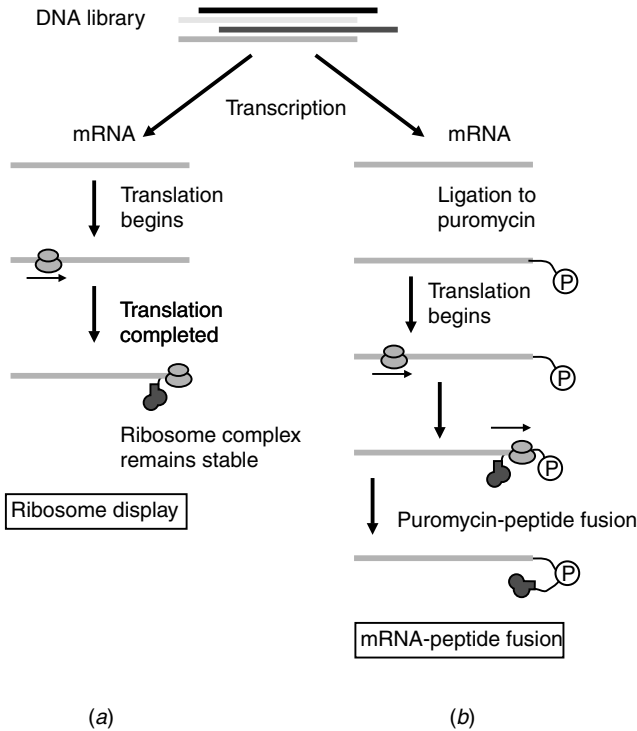 DNA library
Transcription
mRNA
Translation
begins
Translation
completed
Ribosome complex
remains stable
Ribosome display
(a)
mRNA
Ligation to
puromycin
P
Translation
begins
P
P
Puromycin-peptide fusion
P
mRNA-peptide fusion
(b)